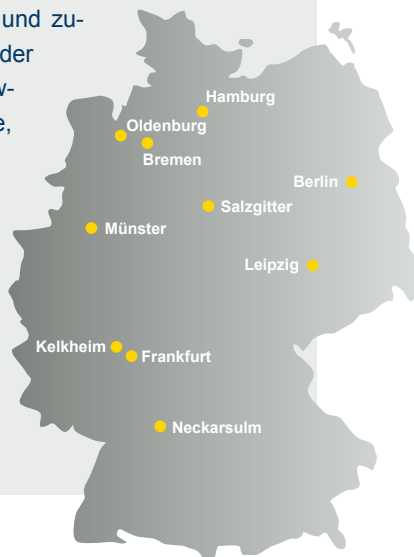 und zu-
der
w-
e,
Hamburg
Oldenburg
Bremen
Berlin
Salzgitter
Münster
Leipzig
Kelkheim
Frankfurt
Neckarsulm